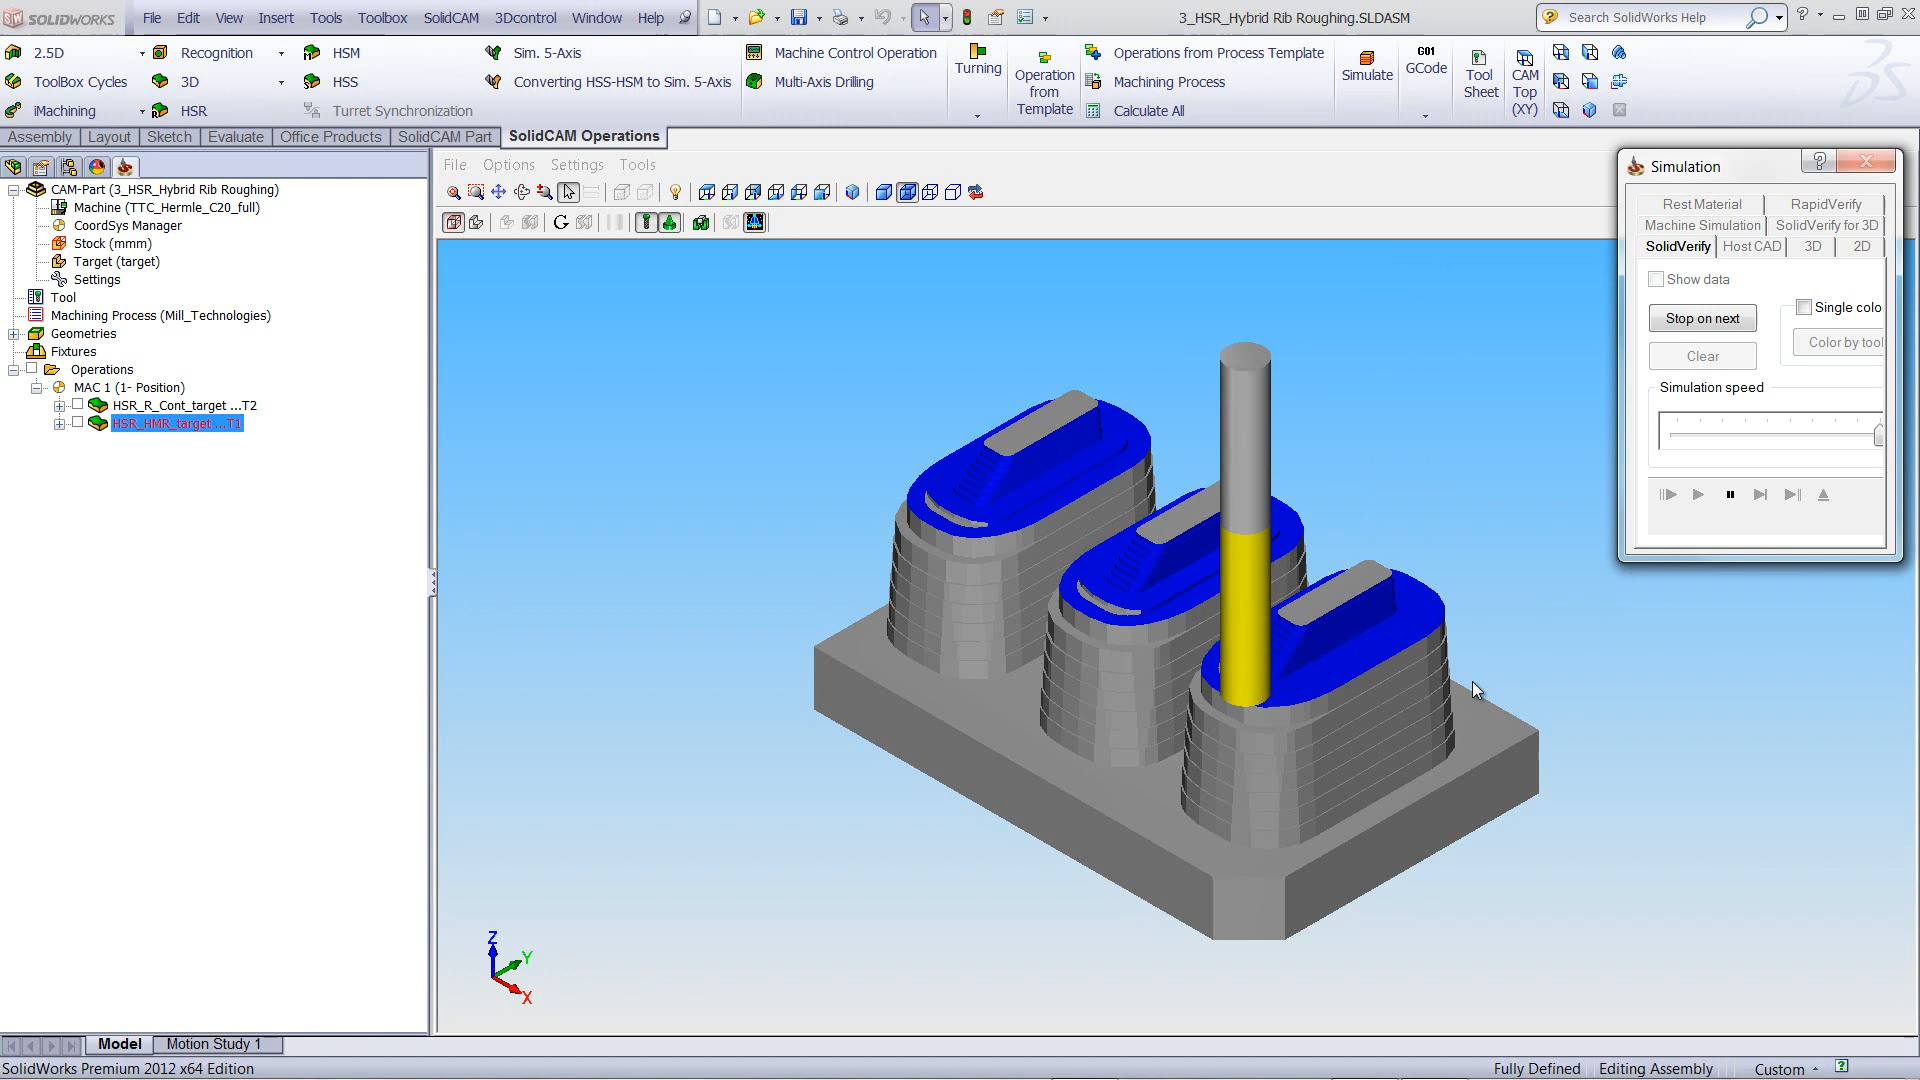 SOLIDWORKS File Edit View Insert Tools Toolbox SolidCAM 3Dcontrol Window Help 3_HSR_Hybrid Rib Roughing.SLDASM Search SolidWorks Help
2.5D Recognition HSM Sim. 5-Axis Machine Control Operation Operations from Process Template
ToolBox Cycles 3D HSS Converting HSS-HSM to Sim. 5-Axis Multi-Axis Drilling Machining Process
iMachining HSR Turret Synchronization Calculate All
Turning
Operation
from
Template
Simulate
G01
GCode
Tool
Sheet
CAM
Top
(XY)
Assembly Layout Sketch Evaluate Office Products SolidCAM Part SolidCAM Operations
File Options Settings Tools
CAM-Part (3_HSR_Hybrid Rib Roughing)
Machine (TTC_Hermle_C20_full)
CoordSys Manager
Stock (mmm)
Target (target)
Settings
Tool
Machining Process (Mill_Technologies)
Geometries
Fixtures
Operations
MAC 1 (1- Position)
HSR_R_Cont_target ...T2
HSR_HMR_target ...T1
Simulation
Rest Material RapidVerify
Machine Simulation SolidVerify for 3D
SolidVerify Host CAD 3D 2D
Show data
Stop on next Single colo
Clear Color by tool
Simulation speed
Z
Y
X
Model Motion Study 1
SolidWorks Premium 2012 x64 Edition Fully Defined Editing Assembly Custom